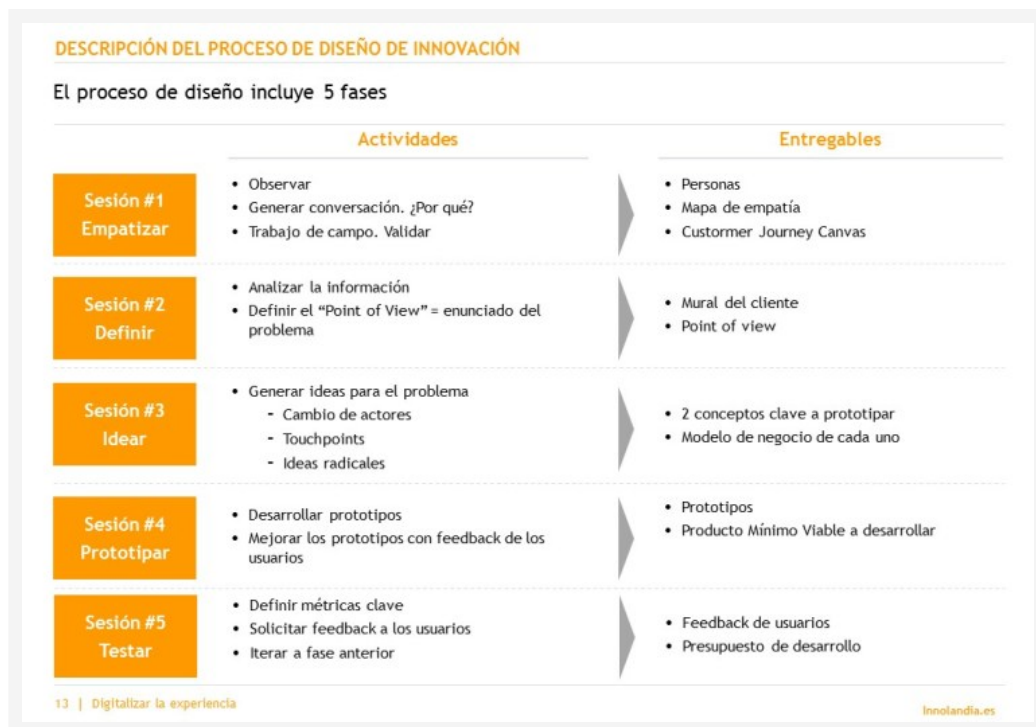 DESCRIPCIÓN DEL PROCESO DE DISEÑO DE INNOVACIÓN
El proceso de diseño incluye 5 fases
Actividades
Entregables
Sesión #1
Empatizar
• Observar
• Generar conversación. ¿Por qué?
• Trabajo de campo. Validar
• Personas
• Mapa de empatía
• Custormer Journey Canvas
Sesión #2
Definir
• Analizar la información
• Definir el “Point of View” = enunciado del
problema
• Mural del cliente
• Point of view
Sesión #3
Idear
• Generar ideas para el problema
- Cambio de actores
- Touchpoints
- Ideas radicales
• 2 conceptos clave a prototipar
• Modelo de negocio de cada uno
Sesión #4
Prototipar
• Desarrollar prototipos
• Mejorar los prototipos con feedback de los
usuarios
• Prototipos
• Producto Mínimo Viable a desarrollar
Sesión #5
Testar
• Definir métricas clave
• Solicitar feedback a los usuarios
• Iterar a fase anterior
• Feedback de usuarios
• Presupuesto de desarrollo
13 | Digitalizar la experiencia
Innolandia.es